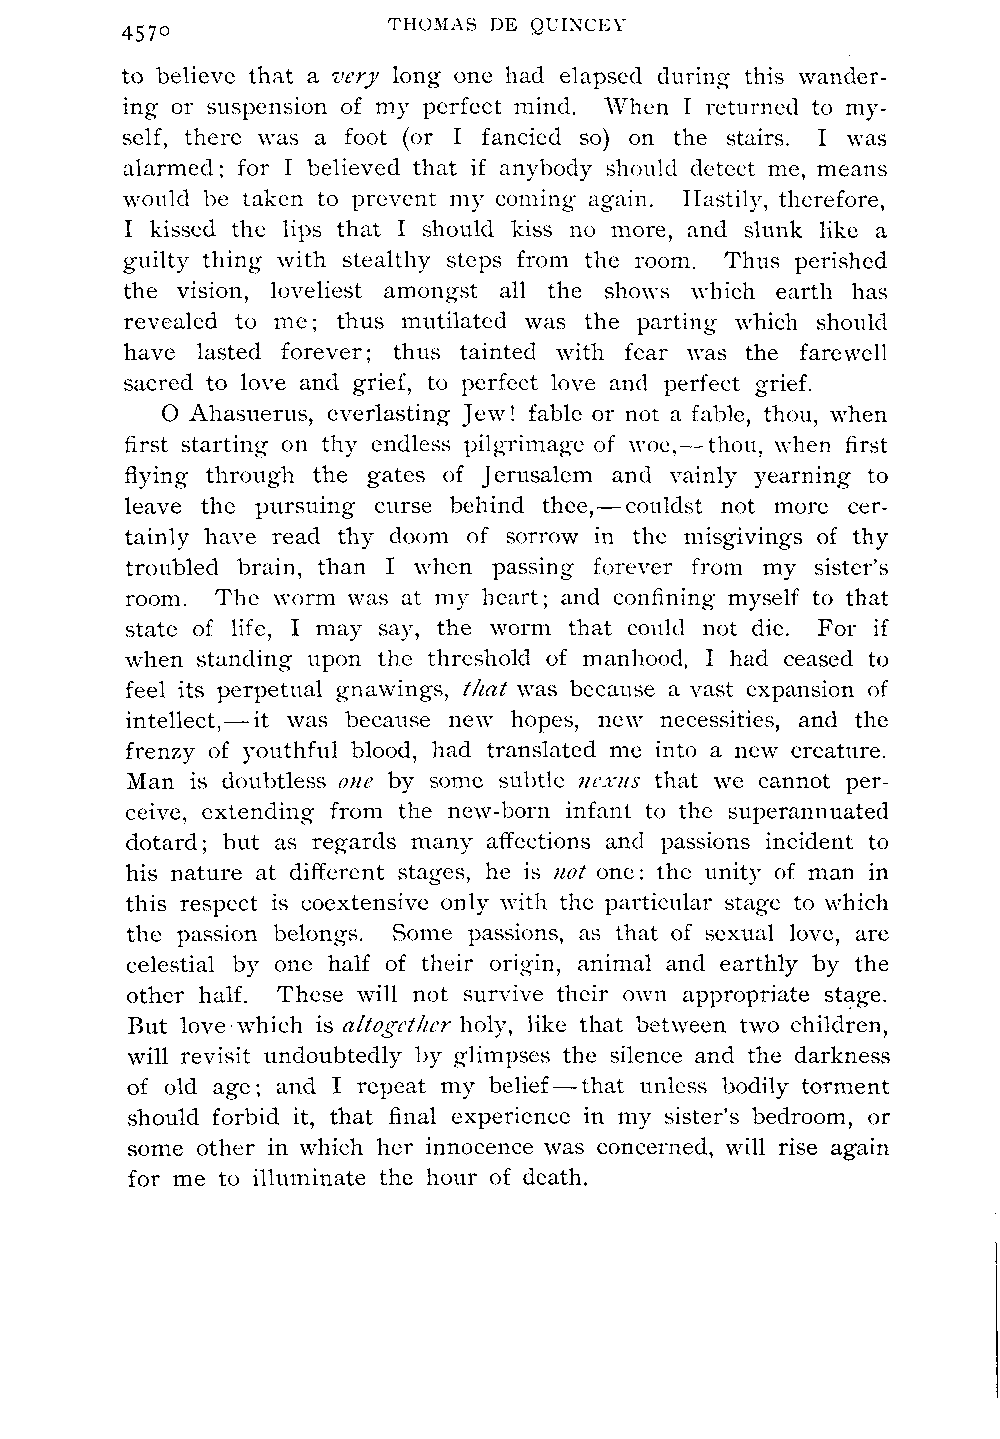 4570
THOMAS DE QUINCEY
to believe that a very long one had elapsed during this wander-
ing or suspension of my perfect mind. When I returned to my-
self, there was a foot (or I fancied so) on the stairs. I was
alarmed; for I believed that if anybody should detect me, means
would be taken to prevent my coming again. Hastily, therefore,
I kissed the lips that I should kiss no more, and slunk like a
guilty thing with stealthy steps from the room. Thus perished
the vision, loveliest amongst all the shows which earth has
revealed to me; thus mutilated was the parting which should
have lasted forever; thus tainted with fear was the farewell
sacred to love and grief, to perfect love and perfect grief.
O Ahasuerus, everlasting Jew! fable or not a fable, thou, when
first starting on thy endless pilgrimage of woe,—thou, when first
flying through the gates of Jerusalem and vainly yearning to
leave the pursuing curse behind thee,—couldst not more cer-
tainly have read thy doom of sorrow in the misgivings of thy
troubled brain, than I when passing forever from my sister's
room. The worm was at my heart; and confining myself to that
state of life, I may say, the worm that could not die. For if
when standing upon the threshold of manhood, I had ceased to
feel its perpetual gnawings, that was because a vast expansion of
intellect,—it was because new hopes, new necessities, and the
frenzy of youthful blood, had translated me into a new creature.
Man is doubtless one by some subtle nexus that we cannot per-
ceive, extending from the new-born infant to the superannuated
dotard; but as regards many affections and passions incident to
his nature at different stages, he is not one: the unity of man in
this respect is coextensive only with the particular stage to which
the passion belongs. Some passions, as that of sexual love, are
celestial by one half of their origin, animal and earthly by the
other half. These will not survive their own appropriate stage.
But love which is altogether holy, like that between two children,
will revisit undoubtedly by glimpses the silence and the darkness
of old age; and I repeat my belief—that unless bodily torment
should forbid it, that final experience in my sister's bedroom, or
some other in which her innocence was concerned, will rise again
for me to illuminate the hour of death.